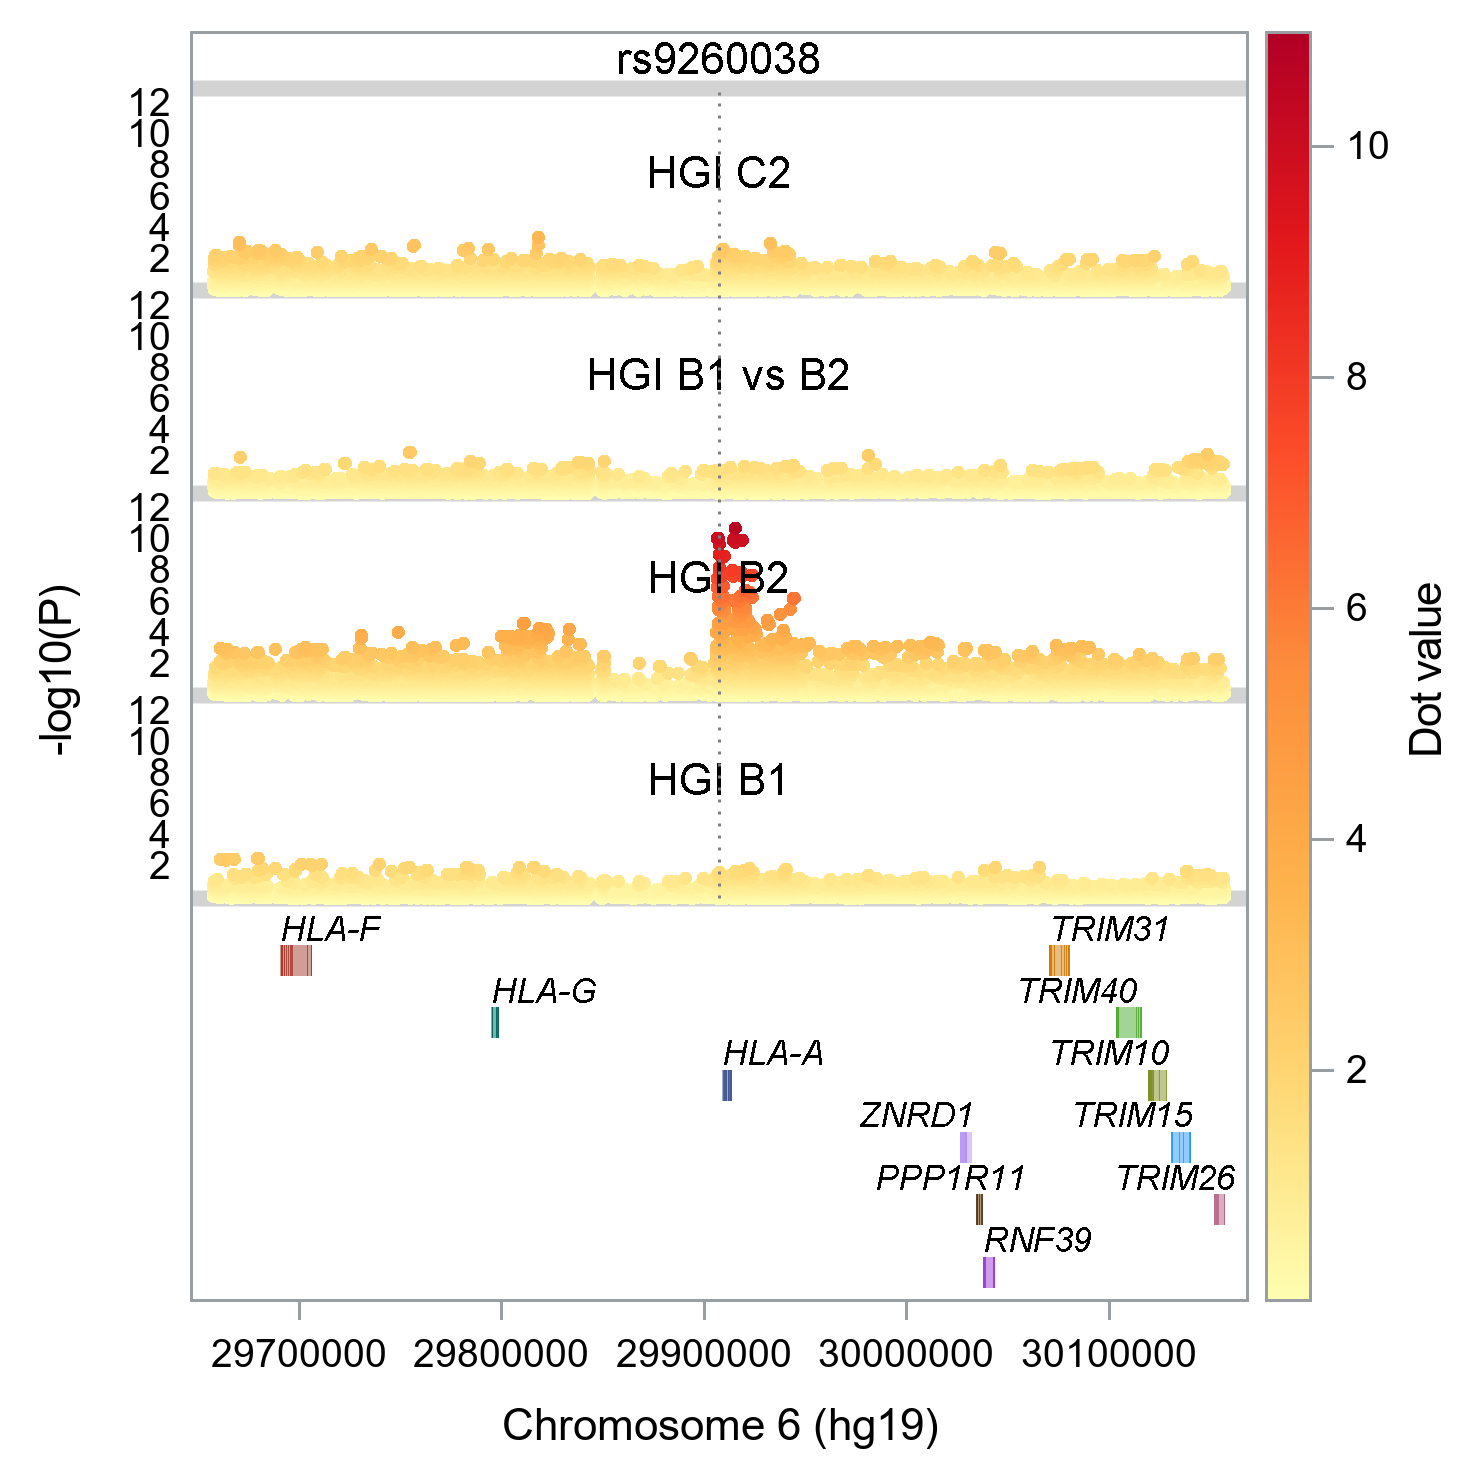 rs9260038
12
10
8
6
4
2
HGI C2
12
10
8
6
4
2
HGI B1 vs B2
12
10
8
6
4
2
HGI B2
12
10
8
6
4
2
HGI B1
-log10(P)
HLA-F
TRIM31
HLA-G
TRIM40
HLA-A
TRIM10
ZNRD1
TRIM15
PPP1R11
TRIM26
RNF39
29700000
29800000
29900000
30000000
30100000
Chromosome 6 (hg19)
10
8
6
4
2
Dot value